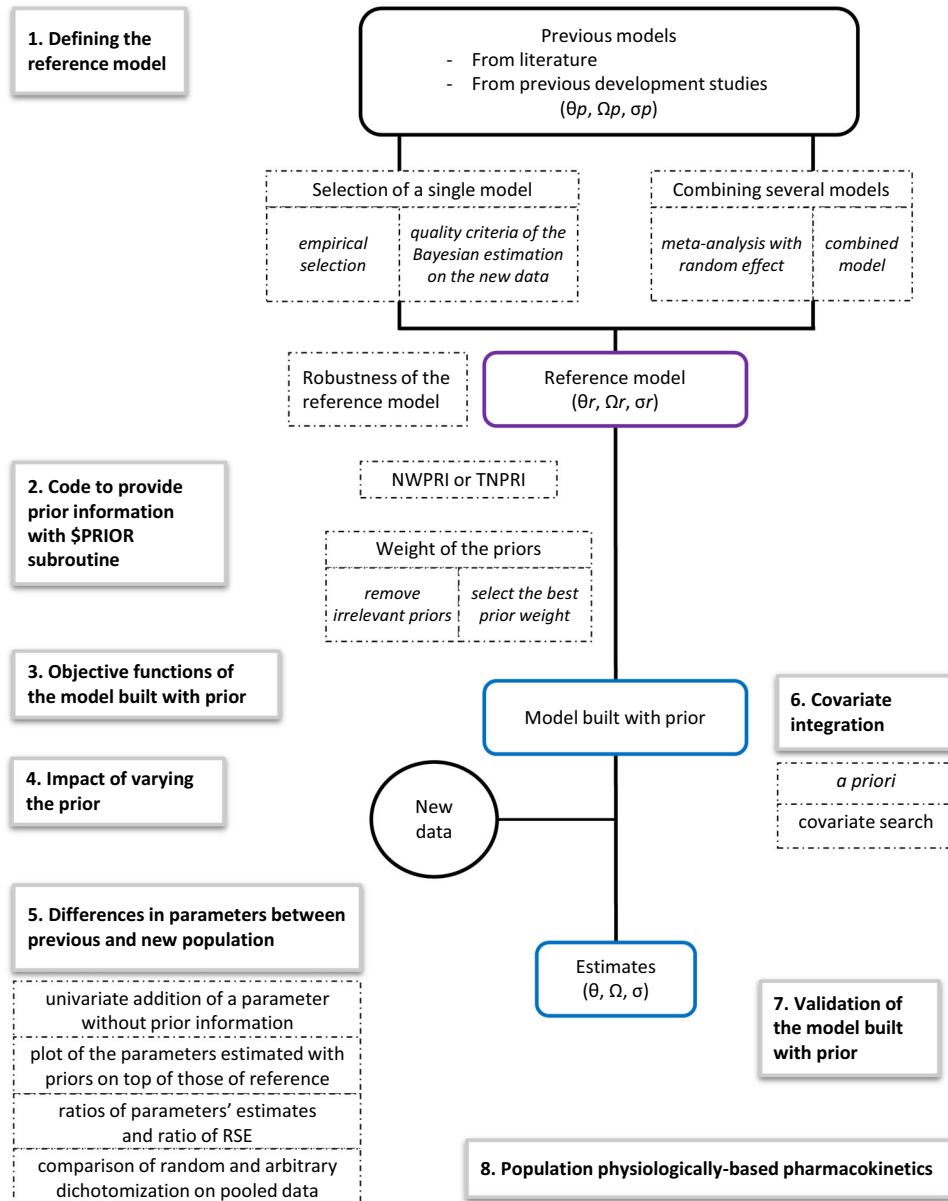 1. Defining the
reference model
Previous models
- From literature
- From previous development studies
(θp, Ωp, σp)
Selection of a single model
empirical
selection
quality criteria of the
Bayesian estimation
on the new data
Combining several models
meta-analysis with
random effect
combined
model
Robustness of the
reference model
Reference model
(θr, Ωr, σr)
2. Code to provide
prior information
with $PRIOR
subroutine
NWPRI or TNPRI
Weight of the priors
remove
irrelevant priors
select the best
prior weight
3. Objective functions of
the model built with prior
Model built with prior
6. Covariate
integration
a priori
covariate search
4. Impact of varying
the prior
New
data
5. Differences in parameters between
previous and new population
univariate addition of a parameter
without prior information
plot of the parameters estimated with
priors on top of those of reference
ratios of parameters’ estimates
and ratio of RSE
comparison of random and arbitrary
dichotomization on pooled data
Estimates
(θ, Ω, σ)
7. Validation of
the model built
with prior
8. Population physiologically-based pharmacokinetics